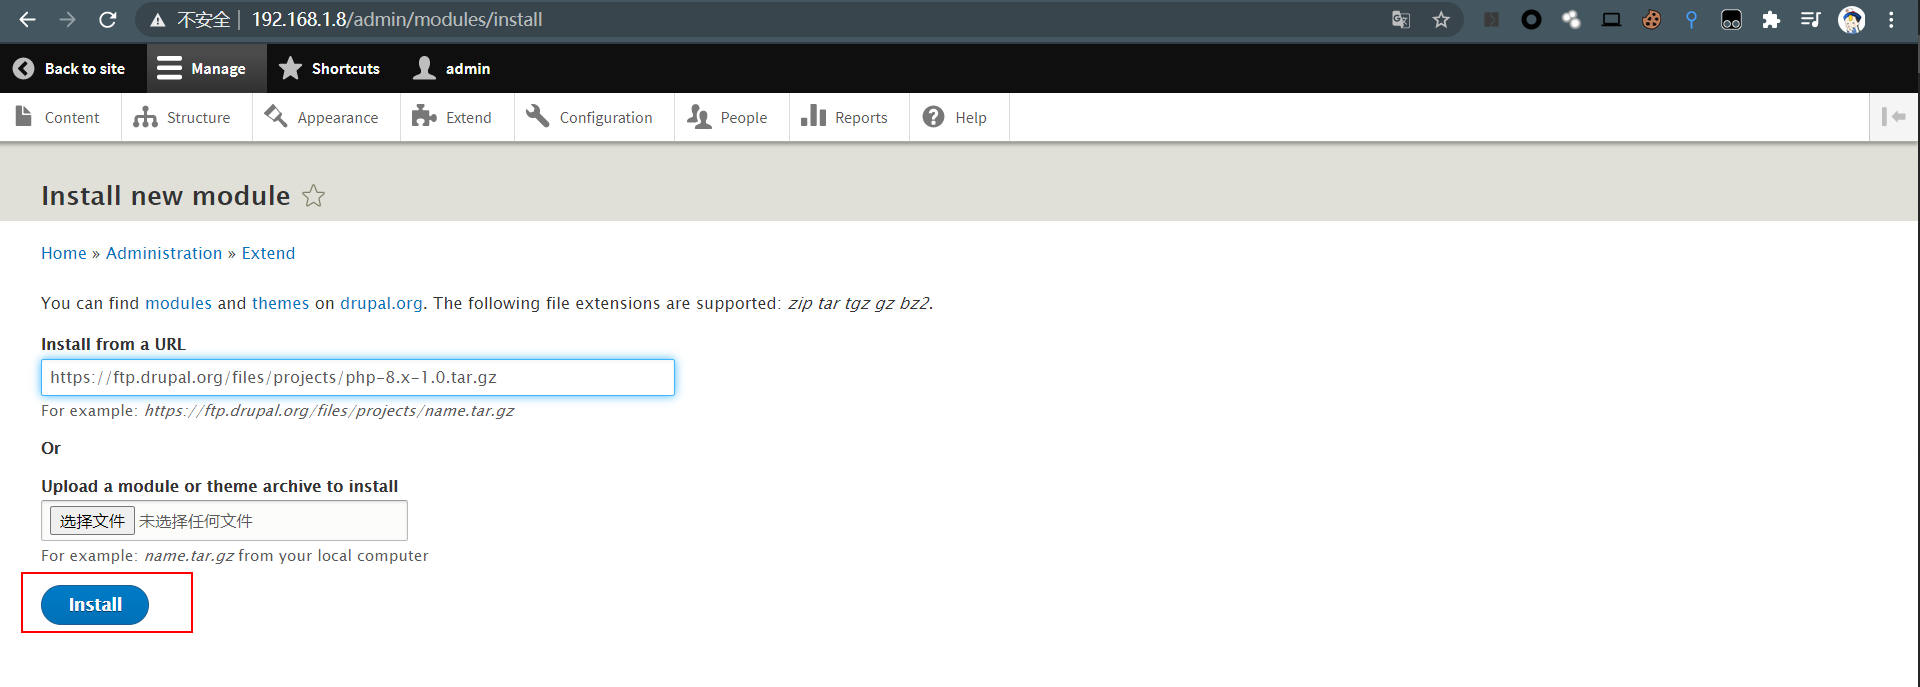 不安全 192.168.1.8/admin/modules/install
Back to site Manage Shortcuts admin
Content Structure Appearance Extend Configuration People Reports Help
Install new module
Home » Administration » Extend
You can find modules and themes on drupal.org. The following file extensions are supported: zip tar tgz gz bz2.
Install from a URL
https://ftp.drupal.org/files/projects/php-8.x-1.0.tar.gz
For example: https://ftp.drupal.org/files/projects/name.tar.gz
Or
Upload a module or theme archive to install
选择文件 未选择任何文件
For example: name.tar.gz from your local computer
Install